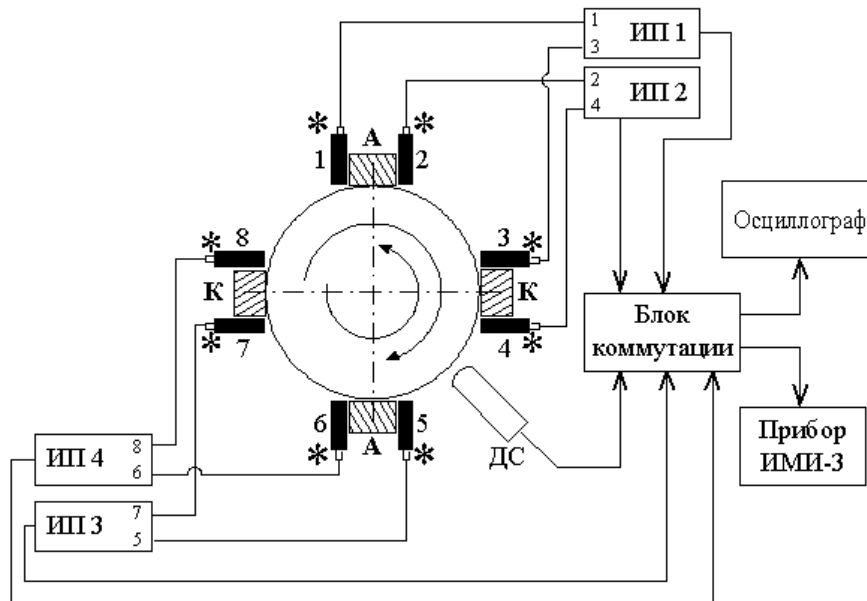 1
3
ИП 1
2
4
ИП 2
*
*
А
1
2
8
3
*
*
К
К
7
4
*
*
6
5
А
*
*
ДС
Осциллограф
Блок
коммутации
Прибор
ИМИ-3
ИП 4
8
6
ИП 3
7
5